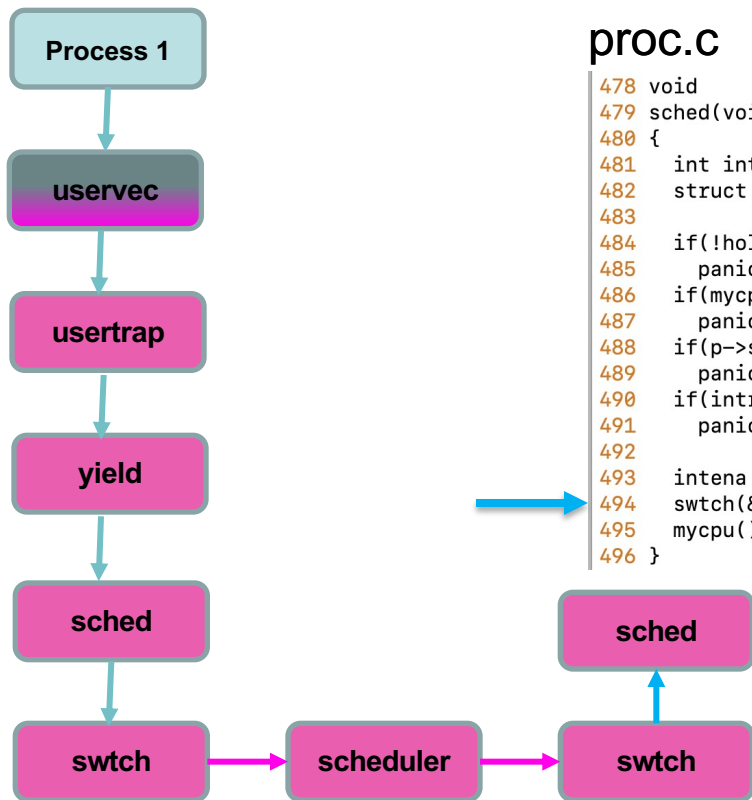 Process 1
uservec
usertrap
yield
sched
swtch
scheduler
swtch
sched
proc.c
478 void
479 sched(voi
480 {
481 int int
482 struct
483
484 if(!hol
485 panic
486 if(mycp
487 panic
488 if(p->s
489 panic
490 if(intr
491 panic
492
493 intena
494 swtch(&
495 mycpu()
496 }